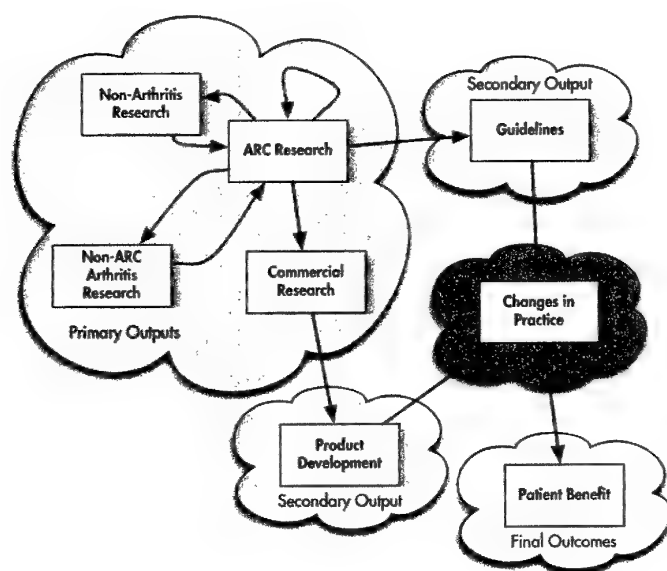 Non-Arthritis
Research
ARC Research
Secondary Output
Guidelines
Non-ARC
Arthritis
Research
Commercial
Research
Primary Outputs
Changes in
Practice
Product
Development
Secondary Output
Patient Benefit
Final Outcomes